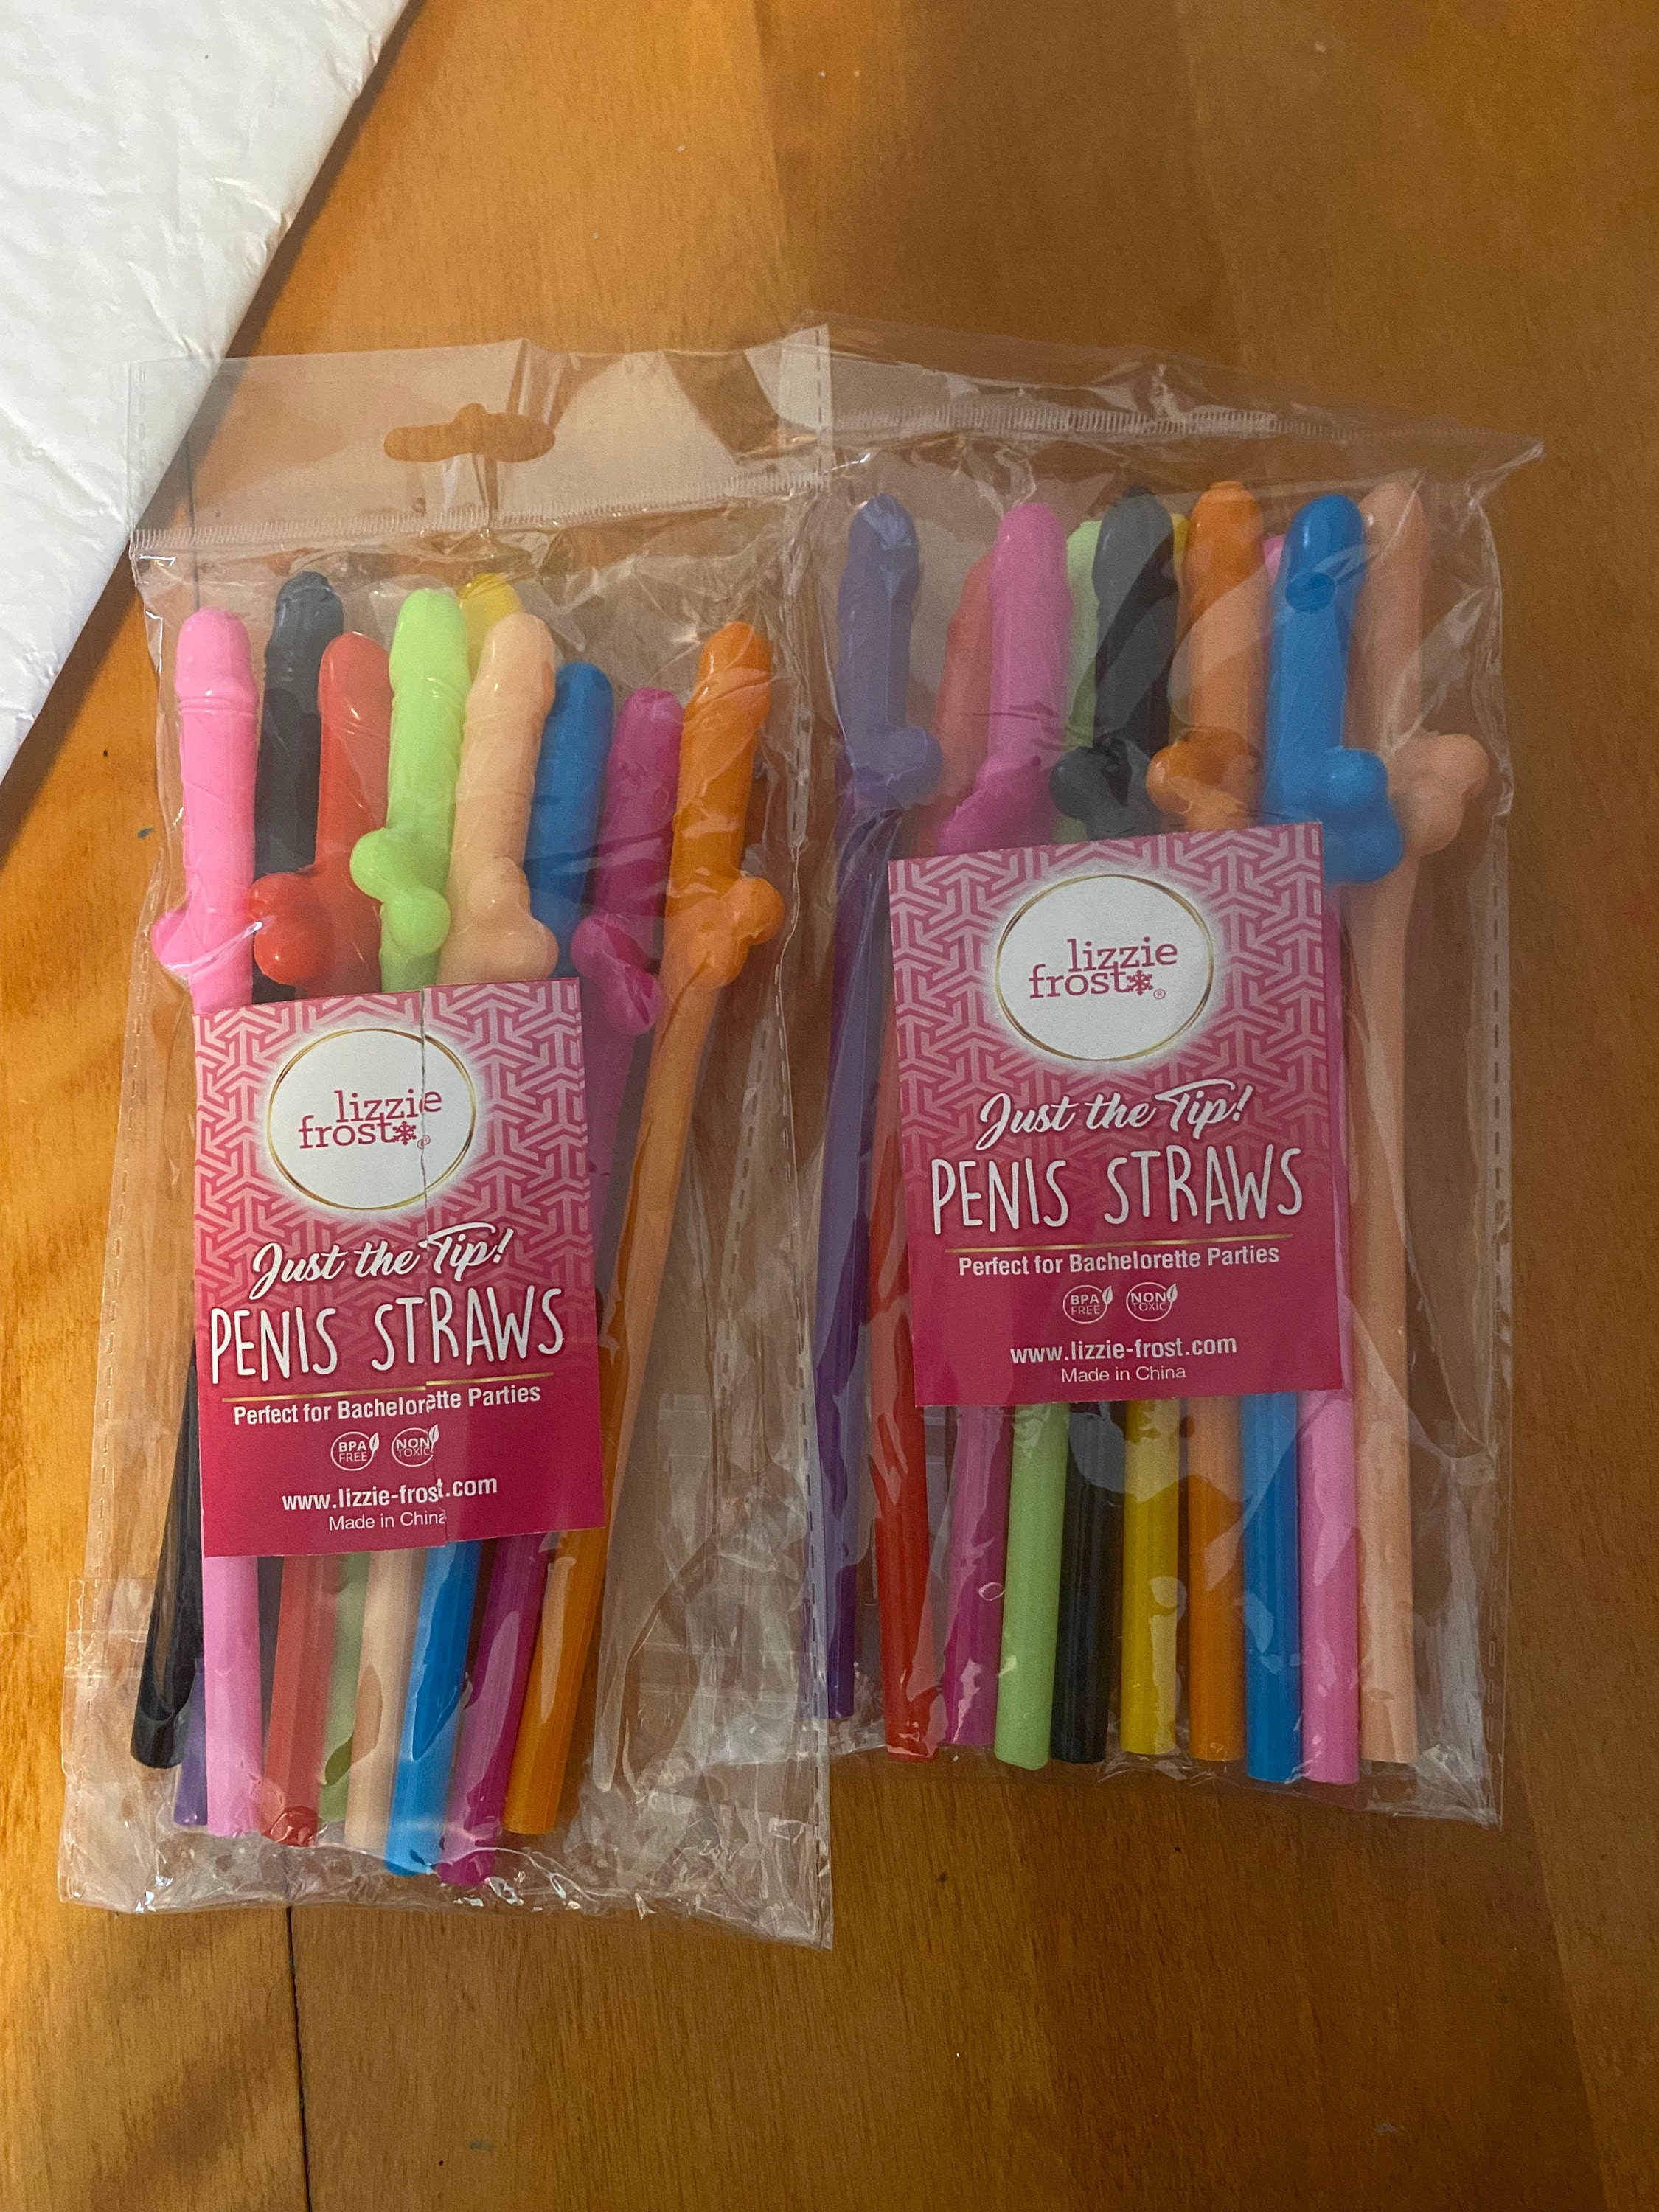 lizzie
frost®
Just the Tip!
PENIS STRAWS
Perfect for Bachelorette Parties
BPA
FREE
NON
TOXIC
www.lizzie-frost.com
Made in China
lizzie
frost®
Just the Tip!
PENIS STRAWS
Perfect for Bachelorette Parties
BPA
FREE
NON
TOXIC
www.lizzie-frost.com
Made in China